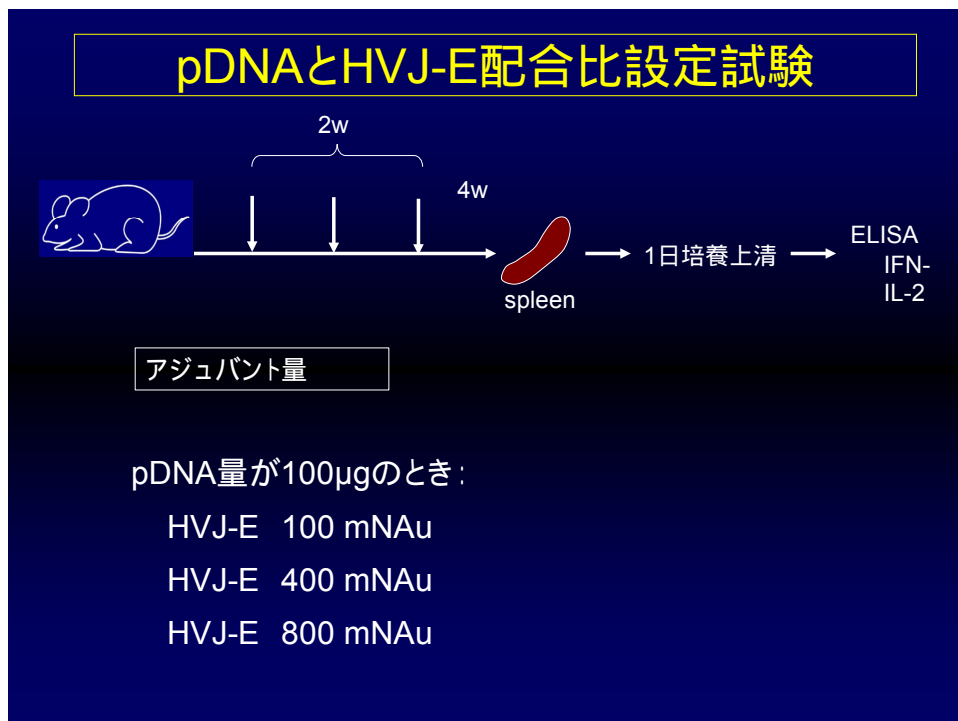 pDNAとHVJ-E配合比設定試験
2w
4w
spleen
1日培養上清
ELISA
IFN-
IL-2
アジュバント量
pDNA量が100μgのとき:
HVJ-E 100 mNAu
HVJ-E 400 mNAu
HVJ-E 800 mNAu